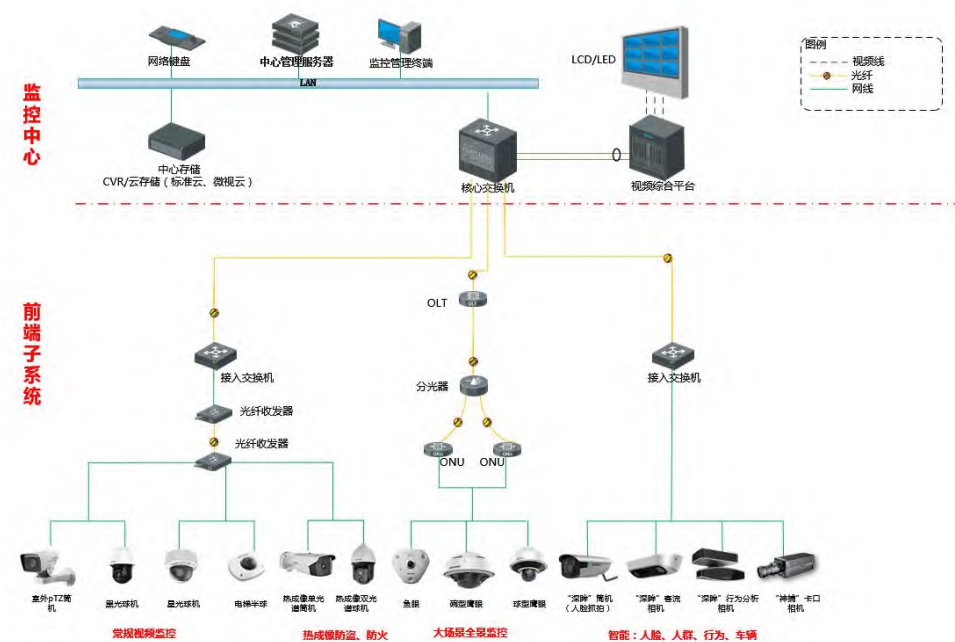 网络键盘
中心管理服务器
监控管理终端
LCD/LED
图例
视频线
光纤
网线
LAN
监控中心
中心存储
CVR/云存储(标准云、微视云)
核心交换机
视频综合平台
前端子系统
OLT
OLT
接入交换机
分光器
接入交换机
光纤收发器
光纤收发器
ONU
ONU
ONU
ONU
室外pTZ筒机
黑光球机
星光球机
电梯半球
热成像单光谱筒机
热成像双光谱球机
鱼眼
碗型鹰眼
球型鹰眼
“深眸”筒机
(人脸抓拍)
“深眸”客流相机
“深眸”行为分析相机
“神捕”卡口相机
常规视频监控
热成像防盗、防火
大场景全景监控
智能:人脸、人群、行为、车辆